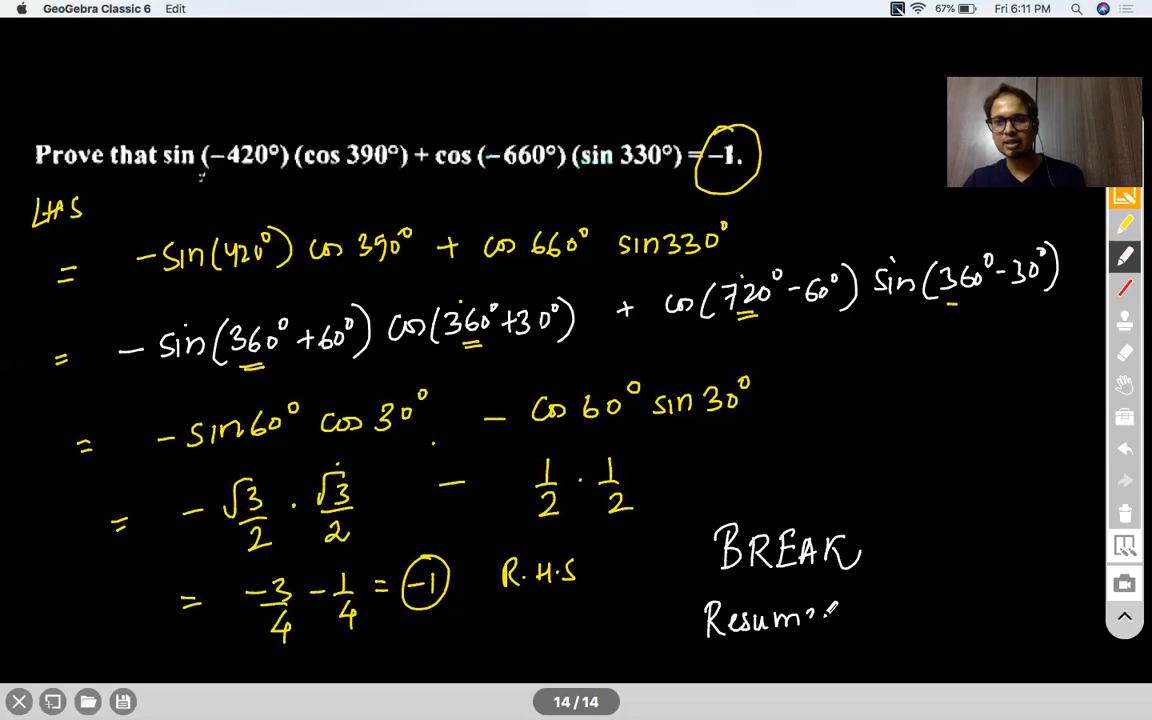 GeoGebra Classic 6 Edit 67% Fri 6:11 PM
Prove that sin (−420°) (cos 390°) + cos (−660°) (sin 330°) = −1.
LHS
= −sin(420°) cos 390° + cos 660° sin 330°
= − sin(360° + 60°) cos(360° + 30°) + cos(720° − 60°) sin(360° − 30°)
= − sin 60° cos 30° − cos 60° sin 30°
= − √3/2 · √3/2 − 1/2 · 1/2
= −3/4 − 1/4 = −1 R.H.S
BREAK
14 / 14